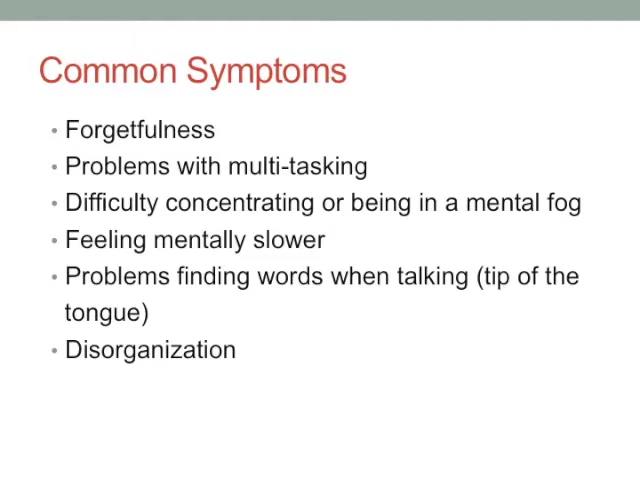 Common Symptoms
• Forgetfulness
• Problems with multi-tasking
• Difficulty concentrating or being in a mental fog
• Feeling mentally slower
• Problems finding words when talking (tip of the
tongue)
• Disorganization